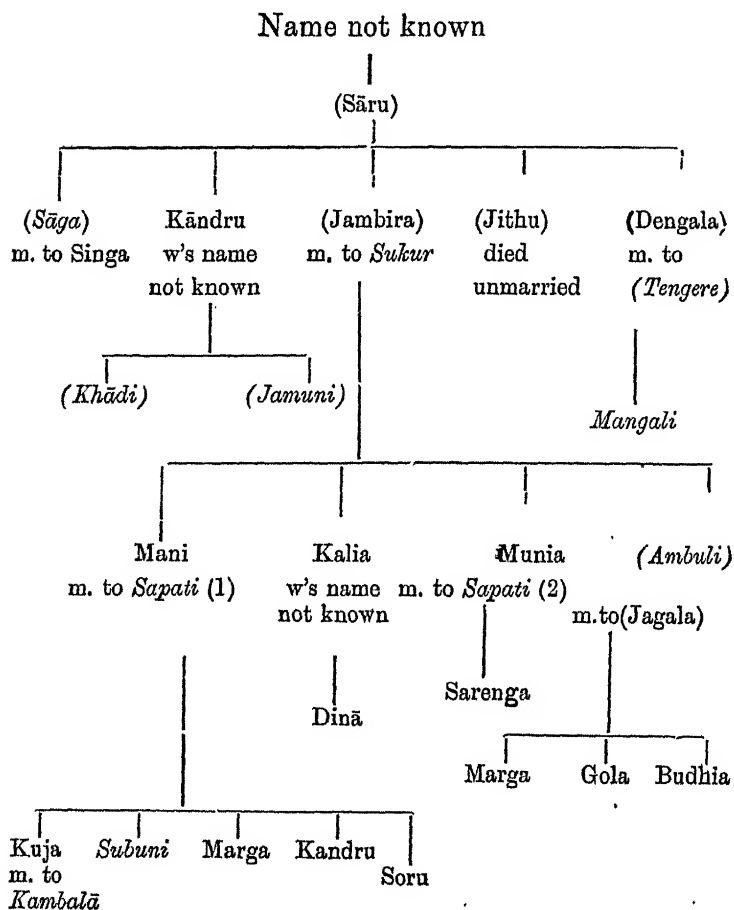 Name not known
(Sāru)
(Sāga) Kāndru (Jambira) (Jithu) (Dengala)
m. to Singa w's name m. to Sukur died m. to
not known unmarried (Tengere)
(Khādi) (Jamuni)
Mangali
Mani Kalia Munia (Ambuli)
m. to Sapati (1) w's name m. to Sapati (2)
not known m.to(Jagala)
Sarenga
Dinā
Marga Gola Budhia
Kuja Subuni Marga Kandru
m. to Soru
Kambalā